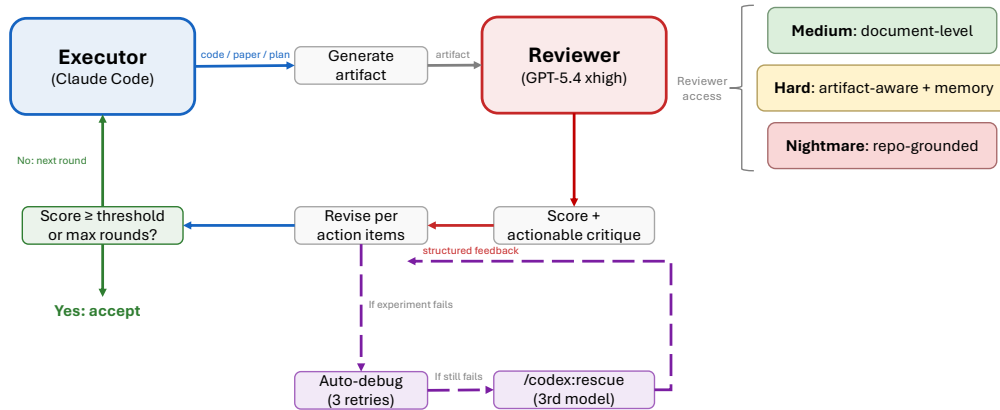 Executor
(Claude Code)
code / paper / plan
Generate
artifact
artifact
Reviewer
(GPT-5.4 xhigh)
Reviewer
access
Medium: document-level
Hard: artifact-aware + memory
Nightmare: repo-grounded
No: next round
Score ≥ threshold
or max rounds?
Revise per
action items
Score +
actionable critique
structured feedback
Yes: accept
If experiment fails
Auto-debug
(3 retries)
If still fails
/codex:rescue
(3rd model)